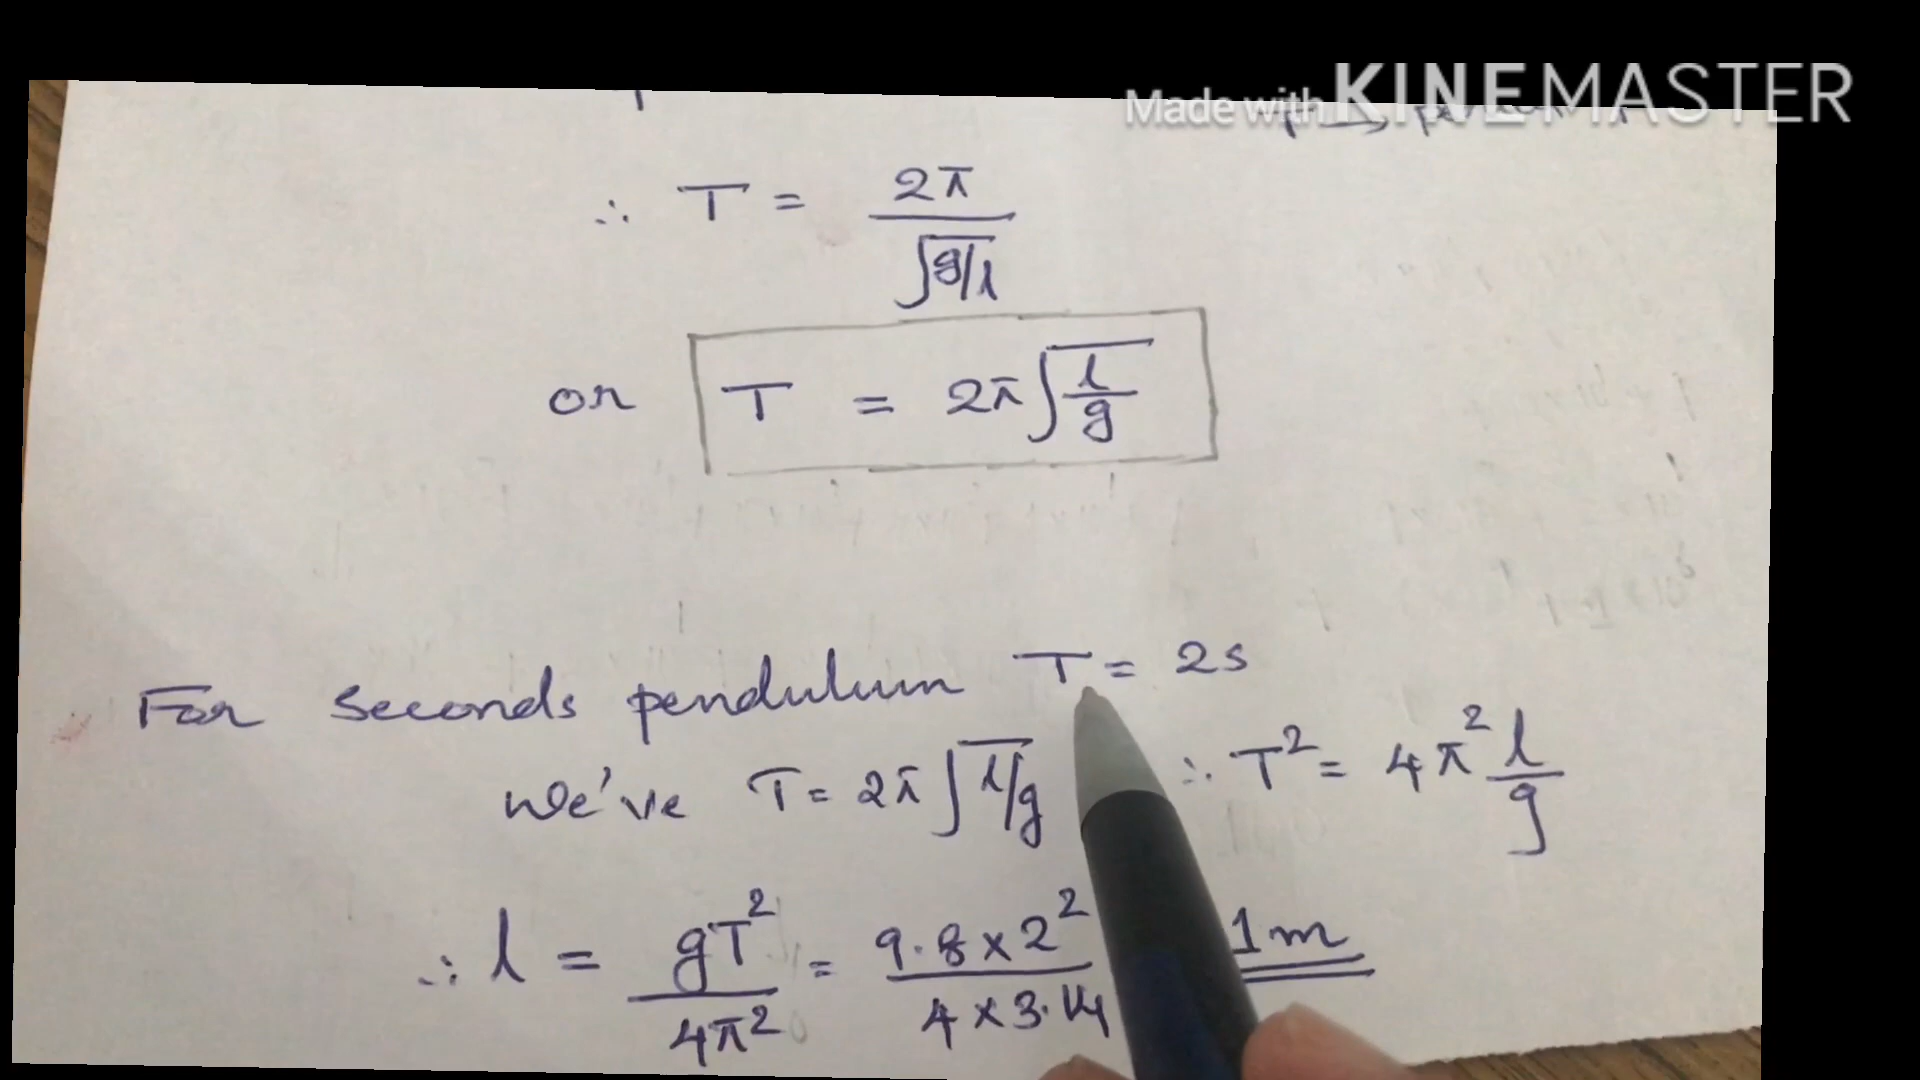 Made with KINEMASTER
∴ T = 2π / √g/l
or T = 2π √l/g
For seconds pendulum T = 2s
We've T = 2π √l/g ∴ T² = 4π² l/g
∴ l = gT² / 4π² = 9.8 × 2² / 4 × 3.14 1m